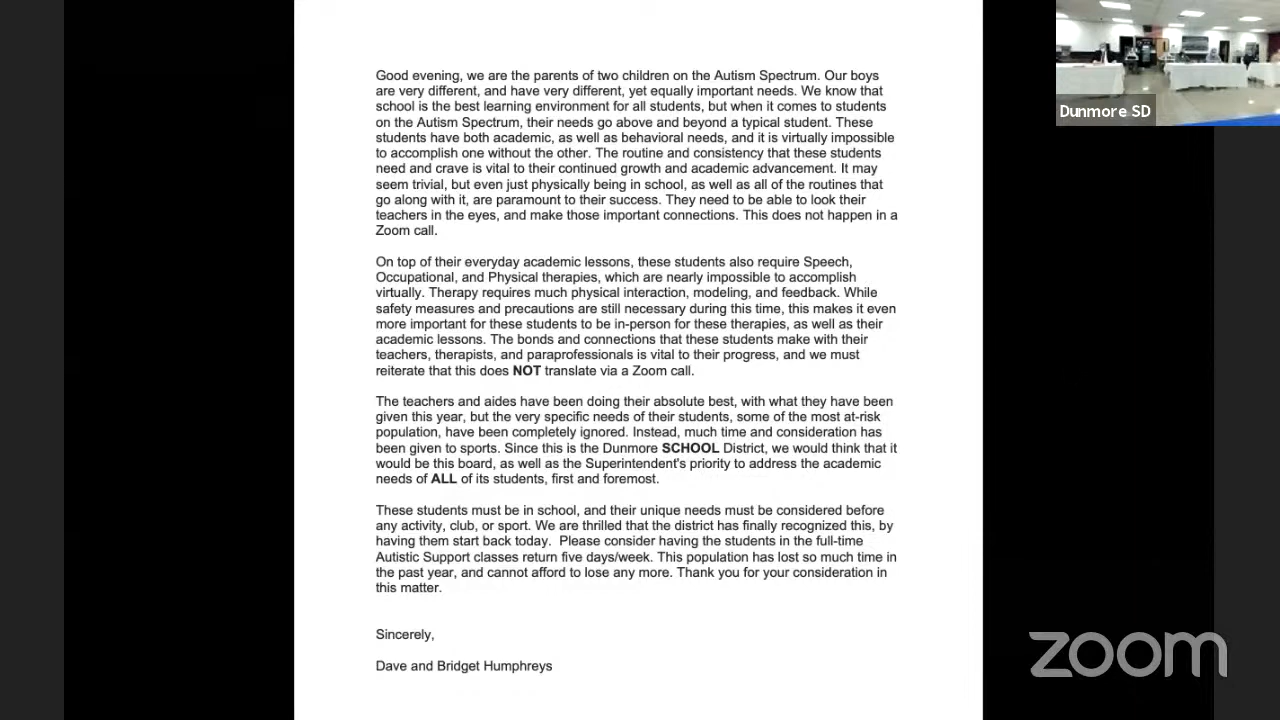 Good evening, we are the parents of two children on the Autism Spectrum. Our boys
are very different, and have very different, yet equally important needs. We know that
school is the best learning environment for all students, but when it comes to students
on the Autism Spectrum, their needs go above and beyond a typical student. These
students have both academic, as well as behavioral needs, and it is virtually impossible
to accomplish one without the other. The routine and consistency that these students
need and crave is vital to their continued growth and academic advancement. It may
seem trivial, but even just physically being in school, as well as all of the routines that
go along with it, are paramount to their success. They need to be able to look their
teachers in the eyes, and make those important connections. This does not happen in a
Zoom call.
On top of their everyday academic lessons, these students also require Speech,
Occupational, and Physical therapies, which are nearly impossible to accomplish
virtually. Therapy requires much physical interaction, modeling, and feedback. While
safety measures and precautions are still necessary during this time, this makes it even
more important for these students to be in-person for these therapies, as well as their
academic lessons. The bonds and connections that these students make with their
teachers, therapists, and paraprofessionals is vital to their progress, and we must
reiterate that this does NOT translate via a Zoom call.
The teachers and aides have been doing their absolute best, with what they have been
given this year, but the very specific needs of their students, some of the most at-risk
population, have been completely ignored. Instead, much time and consideration has
been given to sports. Since this is the Dunmore SCHOOL District, we would think that it
would be this board, as well as the Superintendent's priority to address the academic
needs of ALL of its students, first and foremost.
These students must be in school, and their unique needs must be considered before
any activity, club, or sport. We are thrilled that the district has finally recognized this, by
having them start back today.  Please consider having the students in the full-time
Autistic Support classes return five days/week. This population has lost so much time in
the past year, and cannot afford to lose any more. Thank you for your consideration in
this matter.
Sincerely,
Dave and Bridget Humphreys
Dunmore SD
zoom